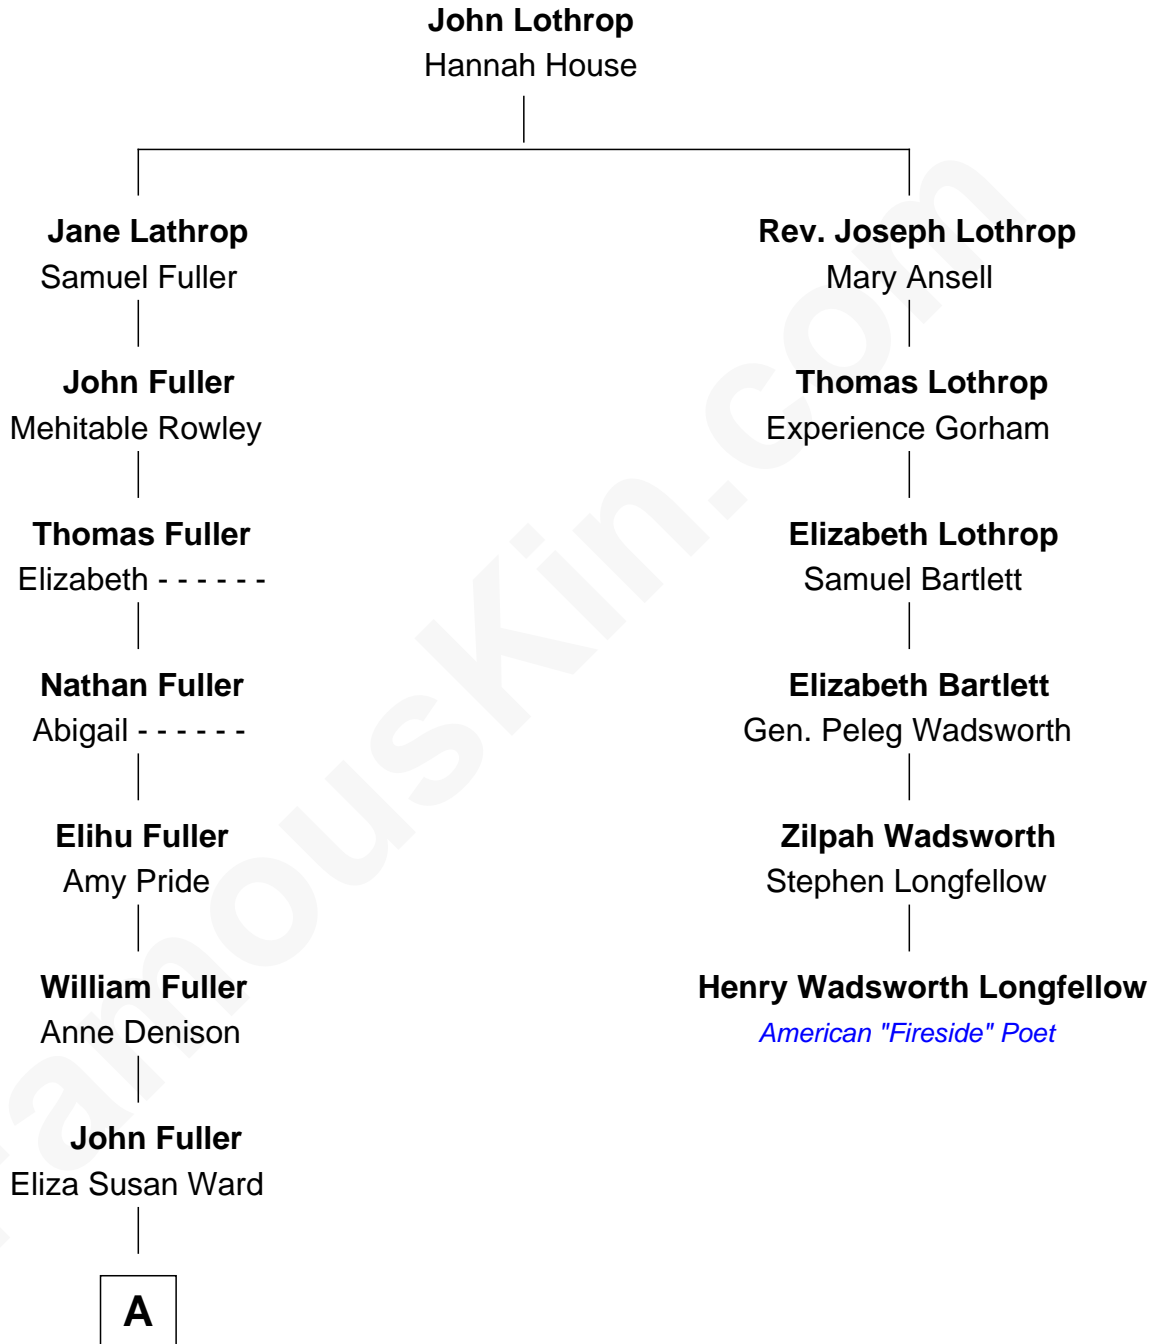 John Lothrop
Hannah House
Jane Lathrop
Samuel Fuller
Rev. Joseph Lothrop
Mary Ansell
John Fuller
Mehitable Rowley
Thomas Lothrop
Experience Gorham
Thomas Fuller
Elizabeth - - - - - -
Elizabeth Lothrop
Samuel Bartlett
Nathan Fuller
Abigail - - - - - -
Elizabeth Bartlett
Gen. Peleg Wadsworth
Elihu Fuller
Amy Pride
Zilpah Wadsworth
Stephen Longfellow
William Fuller
Anne Denison
Henry Wadsworth Longfellow
American "Fireside" Poet
John Fuller
Eliza Susan Ward
A
FamousKin.com